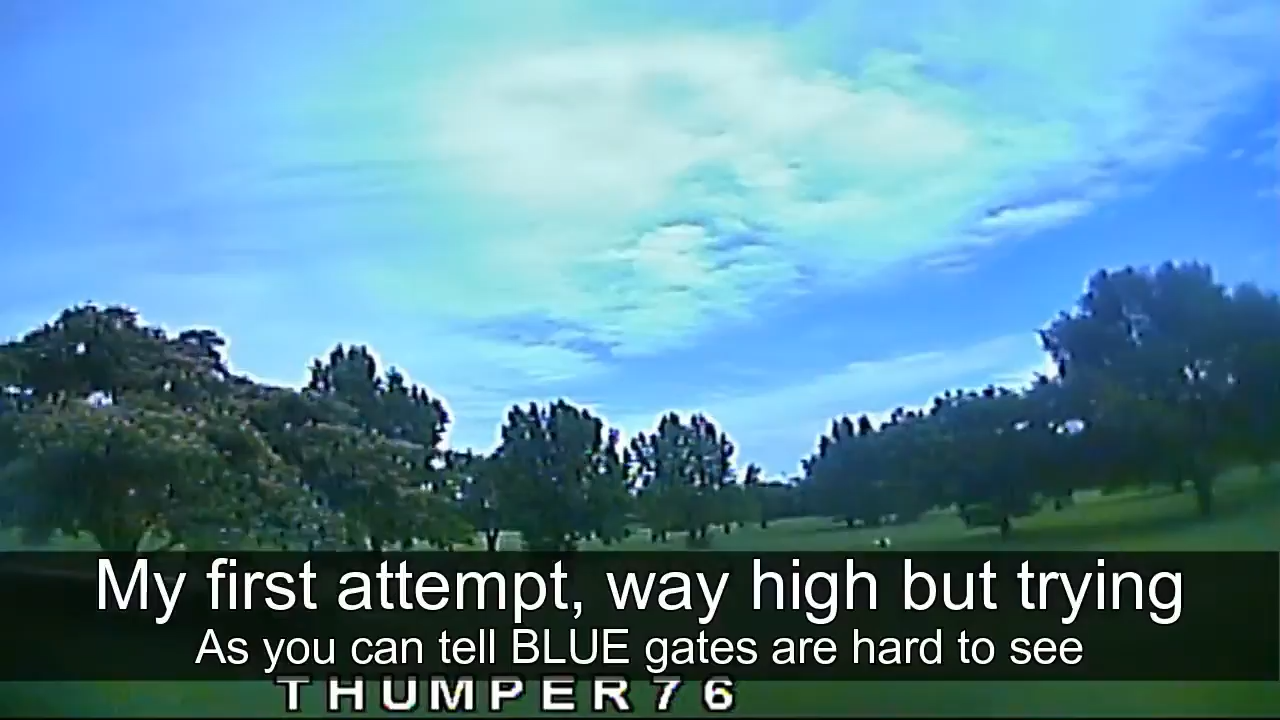 My first attempt, way high but trying
As you can tell BLUE gates are hard to see
THUMPER76